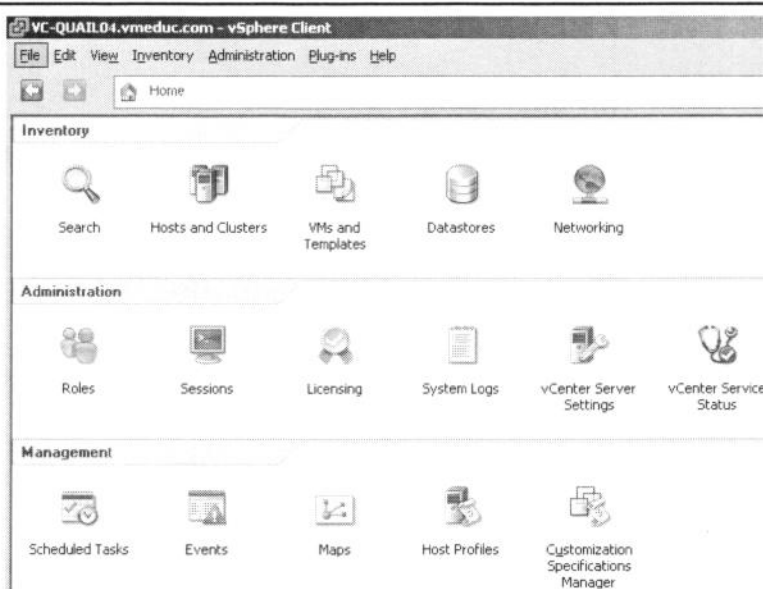 VC-QUAIL04.vmeduc.com - vSphere Client
File Edit View Inventory Administration Plug-ins Help
Home
Inventory
Search
Hosts and Clusters
VMs and
Templates
Datastores
Networking
Administration
Roles
Sessions
Licensing
System Logs
vCenter Server
Settings
vCenter Service
Status
Management
Scheduled Tasks
Events
Maps
Host Profiles
Customization
Specifications
Manager